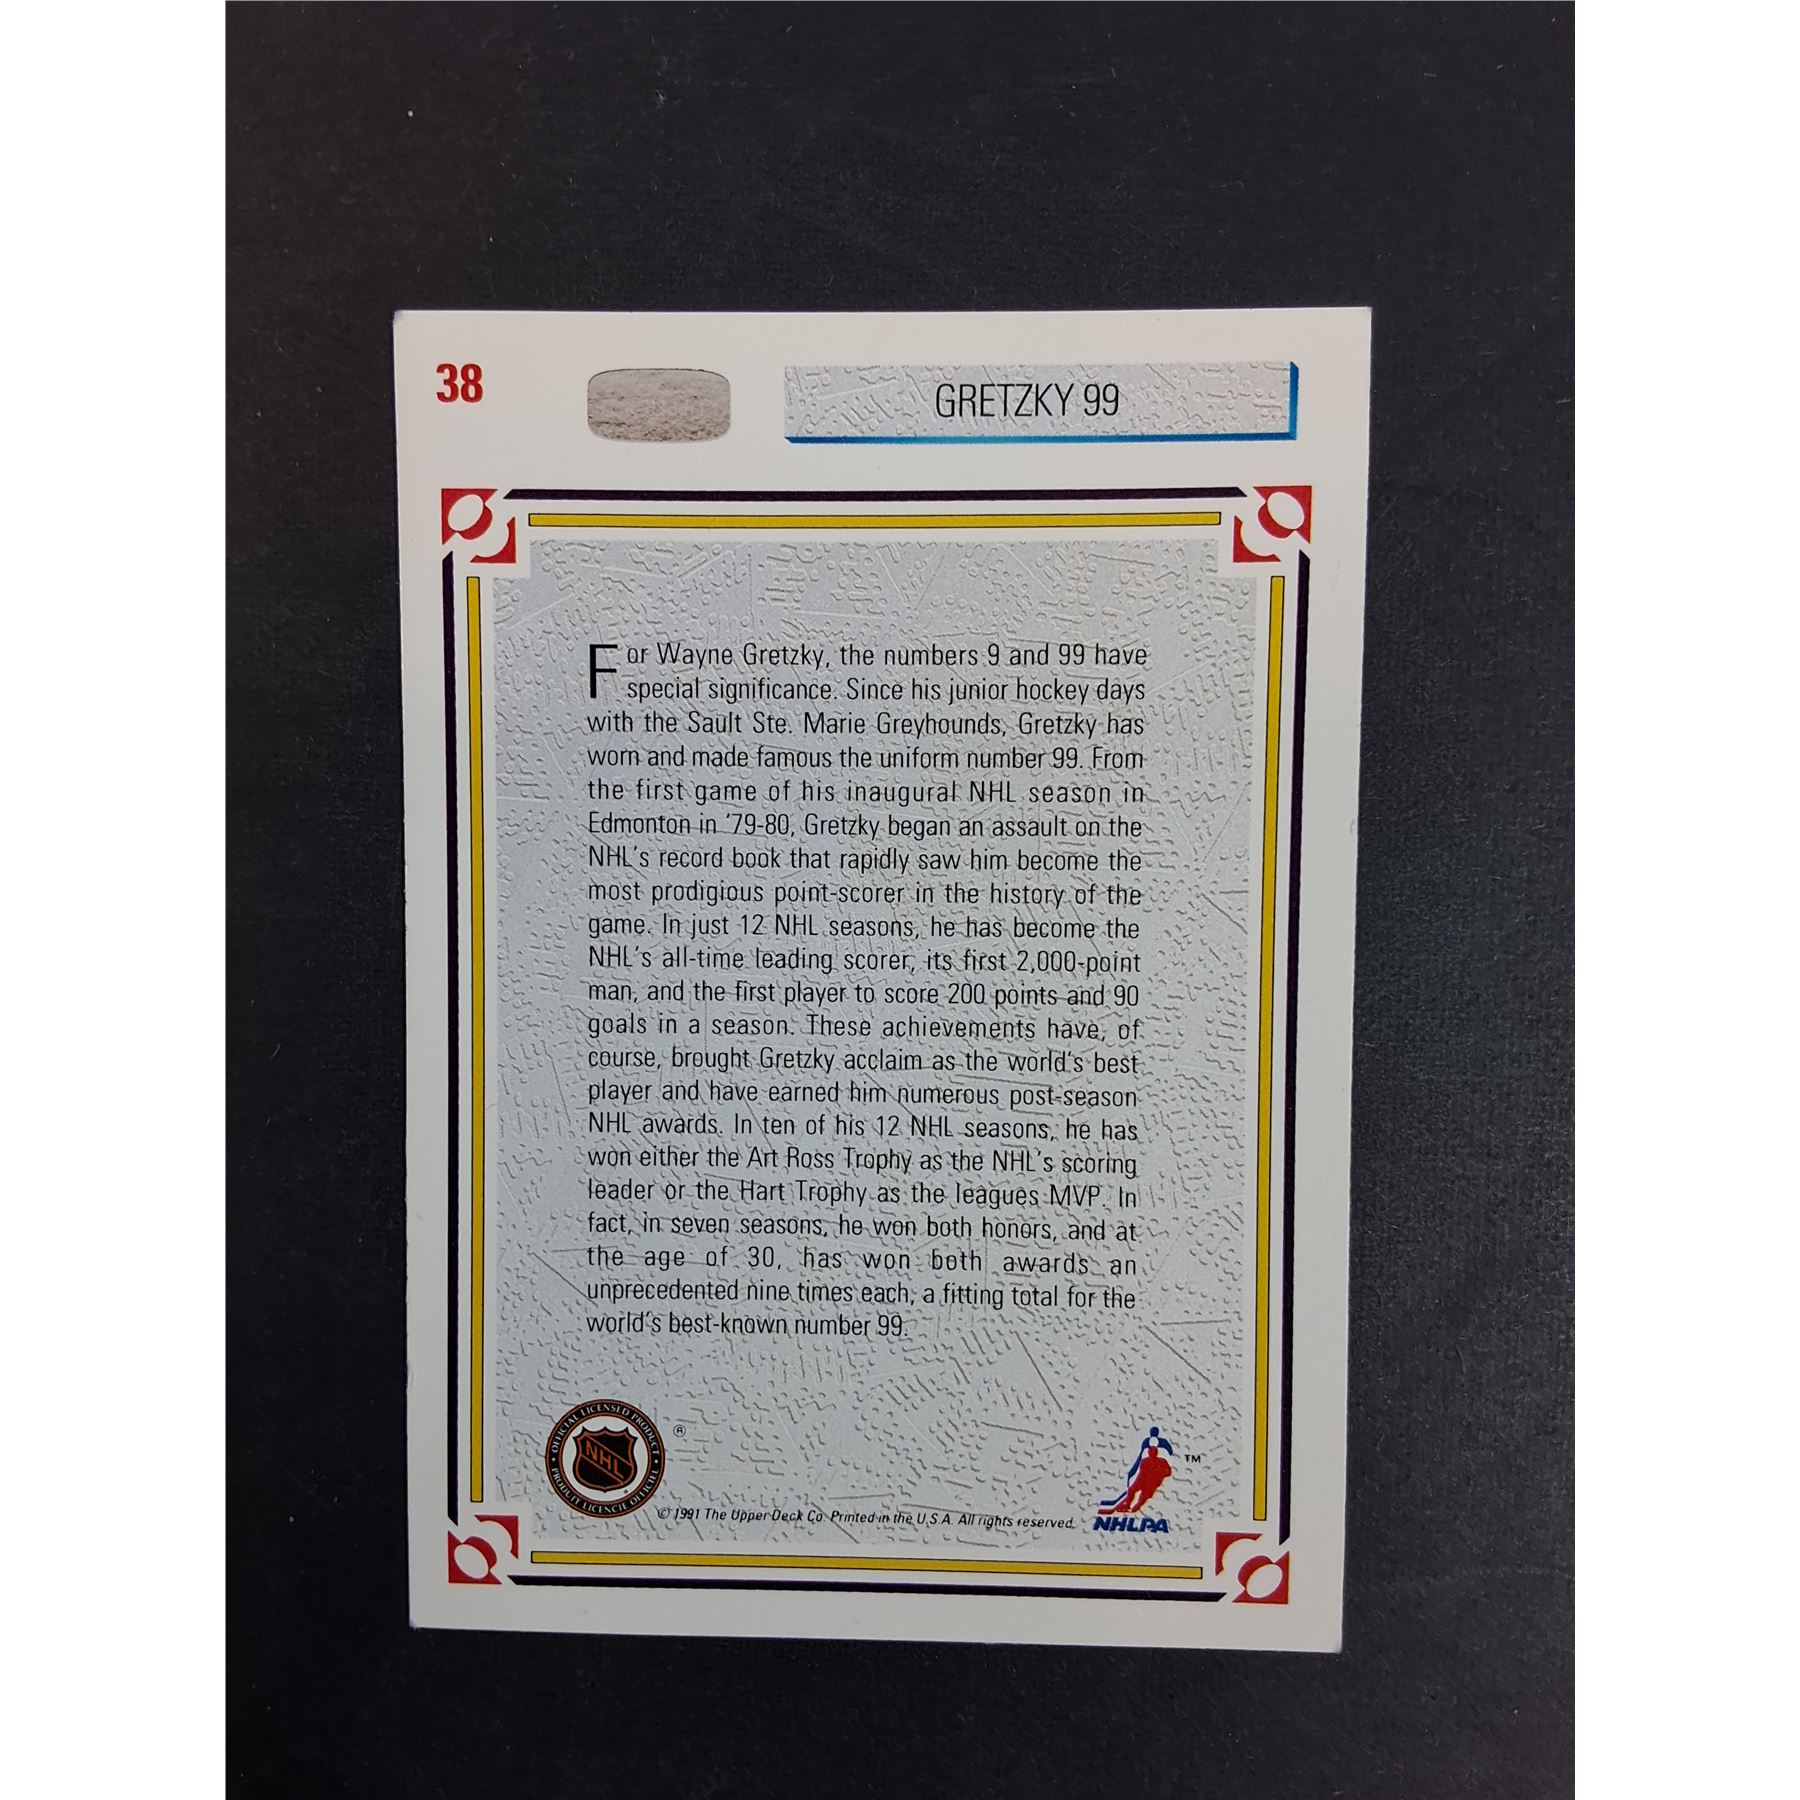 38
GRETZKY 99
For Wayne Gretzky, the numbers 9 and 99 have
special significance. Since his junior hockey days
with the Sault Ste. Marie Greyhounds, Gretzky has
worn and made famous the uniform number 99. From
the first game of his inaugural NHL season in
Edmonton in '79-80, Gretzky began an assault on the
NHL's record book that rapidly saw him become the
most prodigious point-scorer in the history of the
game. In just 12 NHL seasons, he has become the
NHL's all-time leading scorer, its first 2,000-point
man, and the first player to score 200 points and 90
goals in a season. These achievements have, of
course, brought Gretzky acclaim as the world's best
player and have earned him numerous post-season
NHL awards. In ten of his 12 NHL seasons, he has
won either the Art Ross Trophy as the NHL's scoring
leader or the Hart Trophy as the leagues MVP. In
fact, in seven seasons, he won both honors, and at
the age of 30, has won both awards an
unprecedented nine times each, a fitting total for the
world's best-known number 99.
OFFICIAL LICENSED PRODUCT
NHL
PRODUIT LICENCIE OFFICIEL
®
TM
NHLPA
© 1991 The Upper Deck Co. Printed in the U.S.A. All rights reserved.